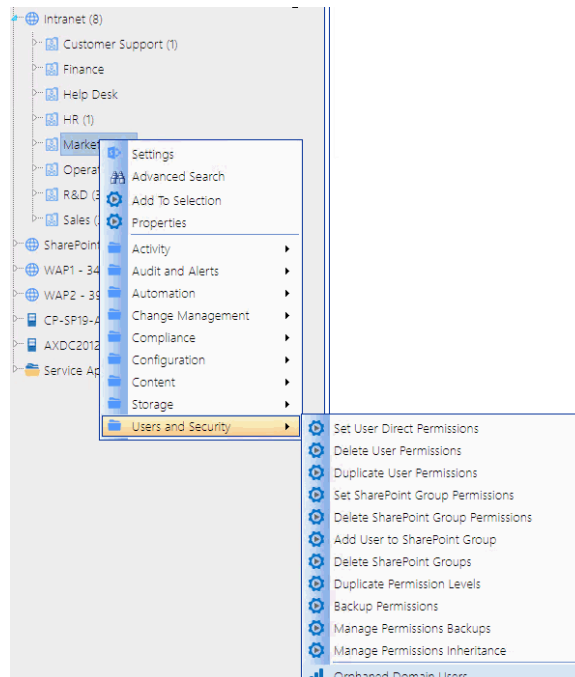 Intranet (8)
Customer Support (1)
Finance
Help Desk
HR (1)
Market
Settings
Advanced Search
Add To Selection
R&D
Sales
Properties
SharePoint
Activity
WAP1 - 34
Audit and Alerts
WAP2 - 39
Automation
CP-SP19-A
Change Management
AXDC2012
Compliance
Service Ap
Configuration
Content
Storage
Users and Security
Set User Direct Permissions
Delete User Permissions
Duplicate User Permissions
Set SharePoint Group Permissions
Delete SharePoint Group Permissions
Add User to SharePoint Group
Delete SharePoint Groups
Duplicate Permission Levels
Backup Permissions
Manage Permissions Backups
Manage Permissions Inheritance
Orphaned Domain Users